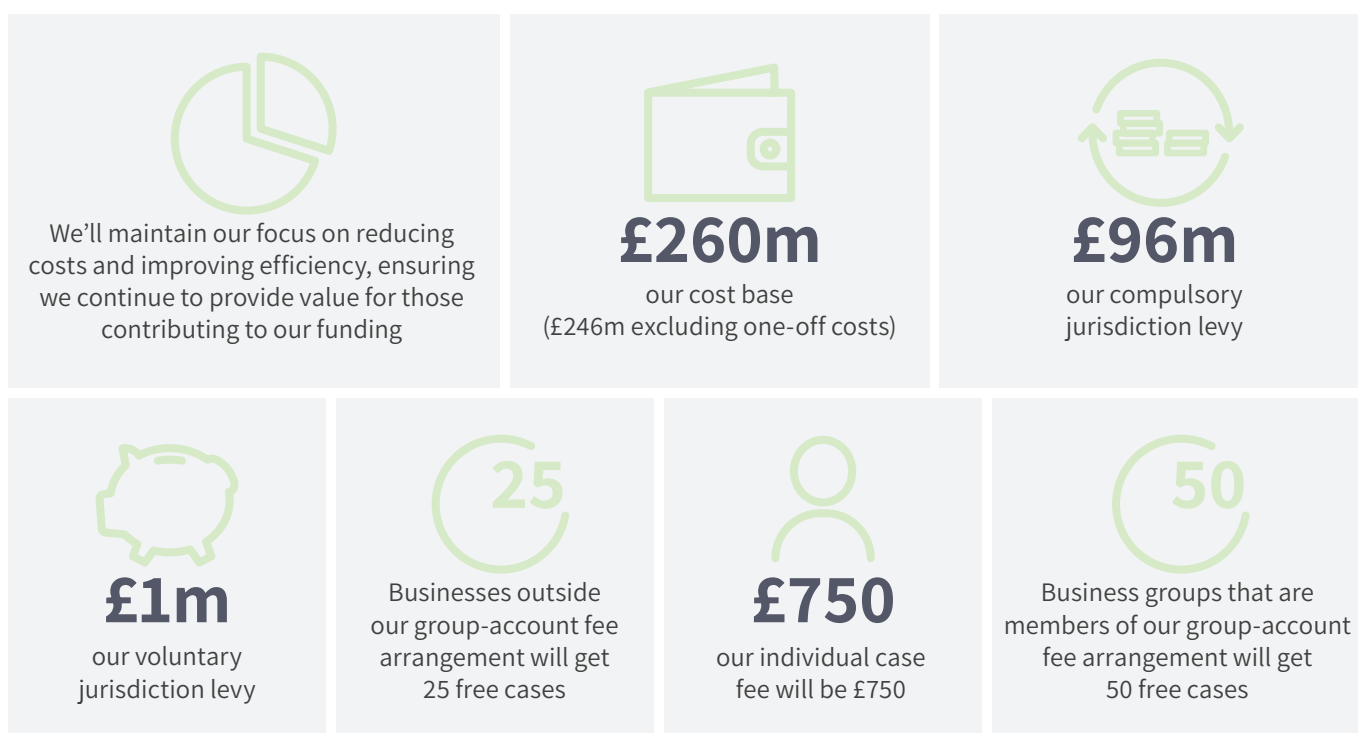 We’ll maintain our focus on reducing
costs and improving efficiency, ensuring
we continue to provide value for those
contributing to our funding
£260m
our cost base
(£246m excluding one-off costs)
£96m
our compulsory
jurisdiction levy
£1m
our voluntary
jurisdiction levy
25
Businesses outside
our group-account fee
arrangement will get
25 free cases
£750
our individual case
fee will be £750
50
Business groups that are
members of our group-account
fee arrangement will get
50 free cases